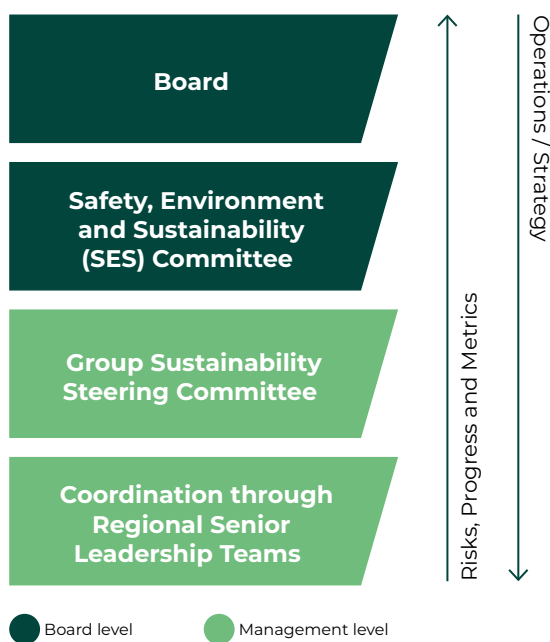 Board
Safety, Environment
and Sustainability
(SES) Committee
Group Sustainability
Steering Committee
Coordination through
Regional Senior
Leadership Teams
Risks, Progress and Metrics
Operations / Strategy
Board level
Management level